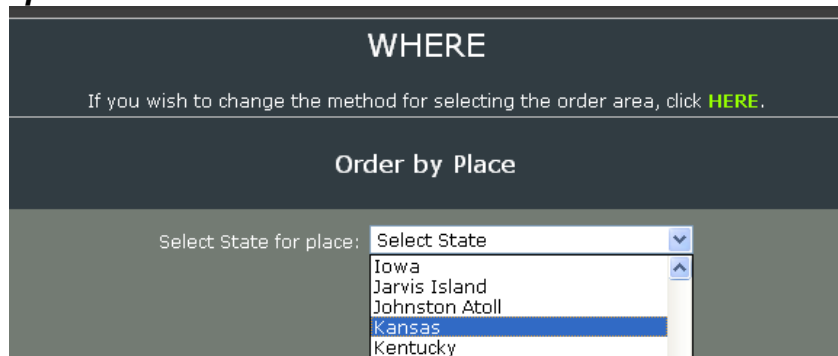 WHERE
If you wish to change the method for selecting the order area, click HERE.
Order by Place
Select State for place: Select State
Iowa
Jarvis Island
Johnston Atoll
Kansas
Kentucky